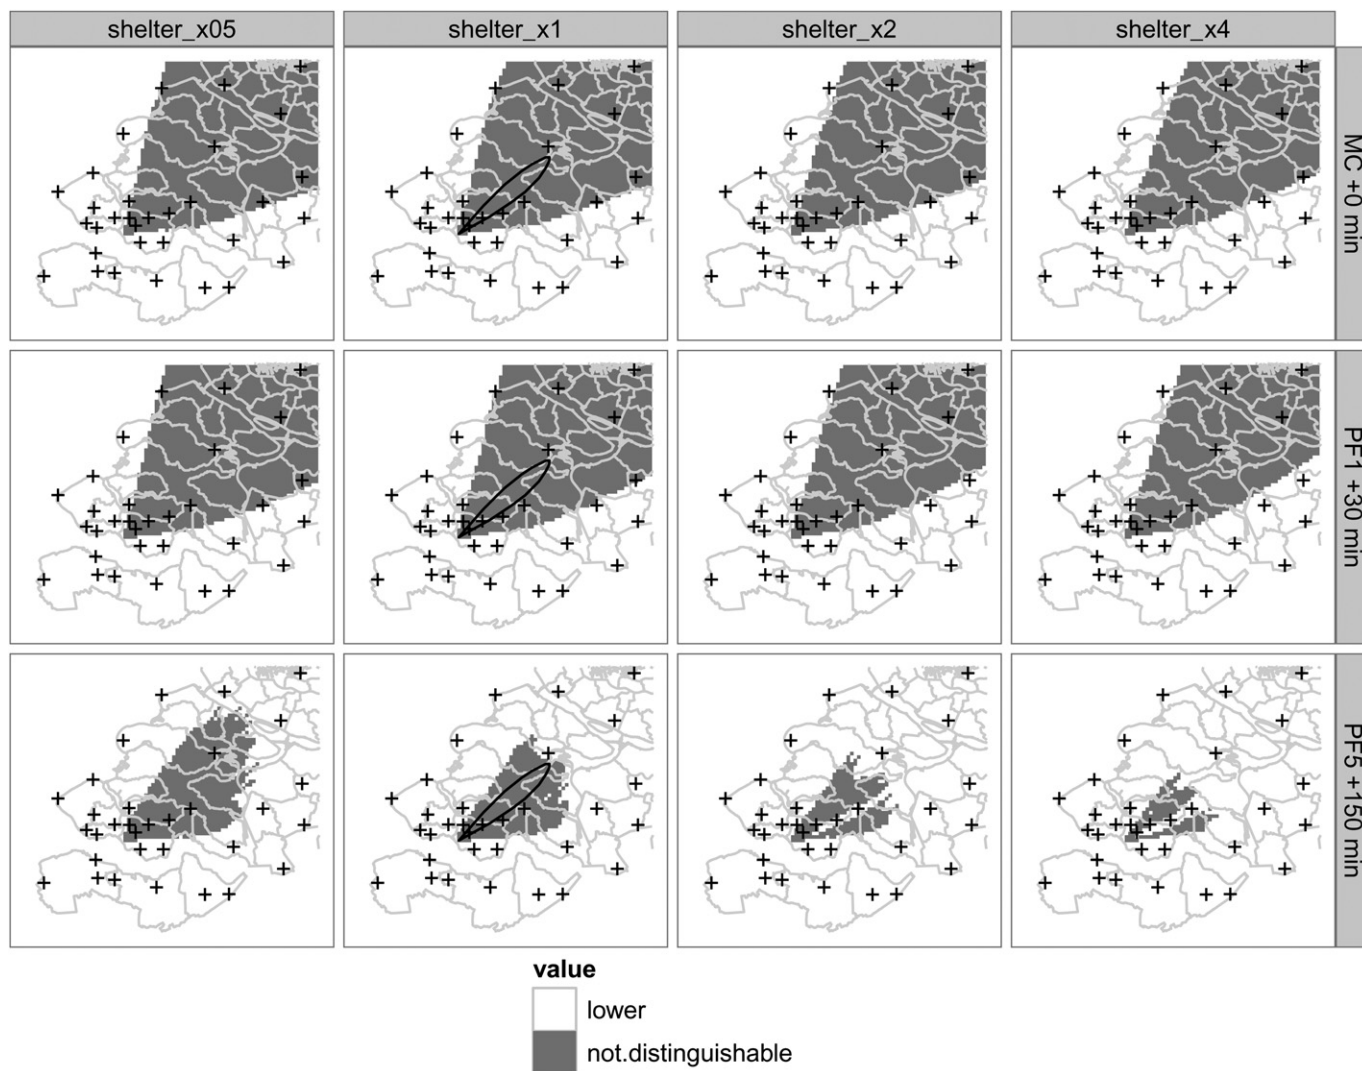 shelter_x05 shelter_x1 shelter_x2 shelter_x4
MC +0 min
PF1 +30 min
PF5 +150 min
value
lower
not.distinguishable